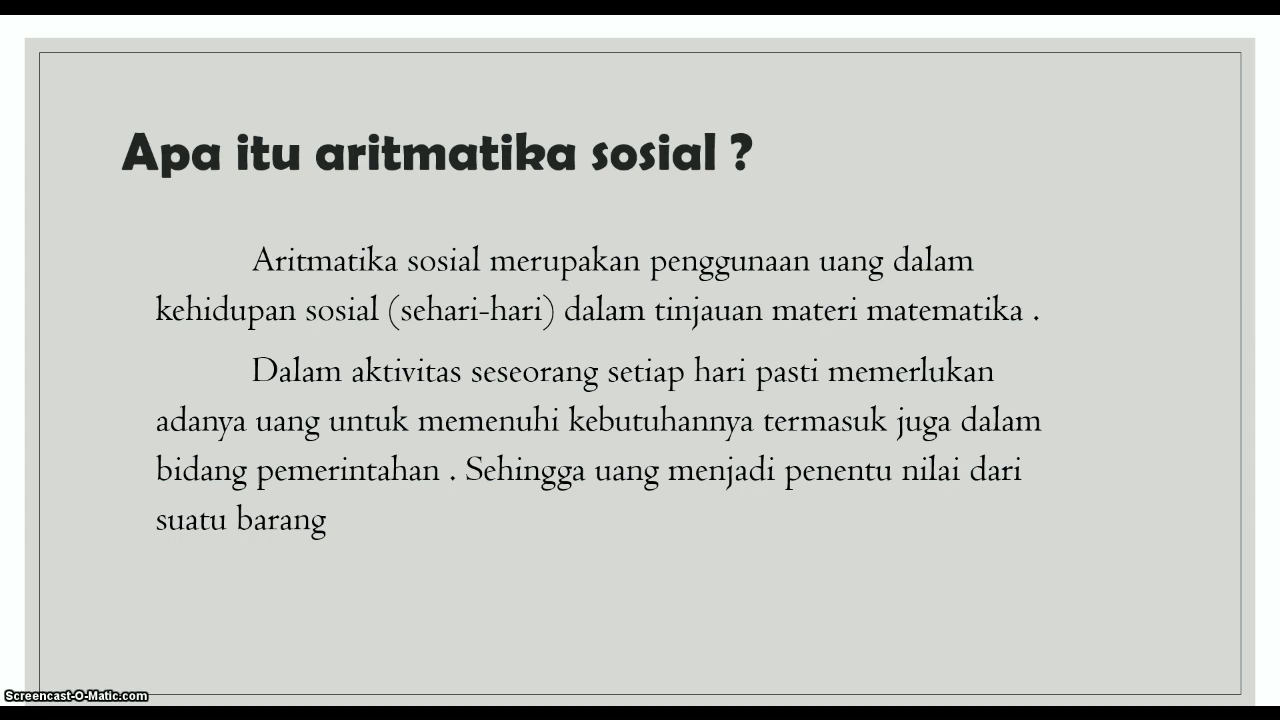 Apa itu aritmatika sosial ?
Aritmatika sosial merupakan penggunaan uang dalam
kehidupan sosial (sehari-hari) dalam tinjauan materi matematika .
Dalam aktivitas seseorang setiap hari pasti memerlukan
adanya uang untuk memenuhi kebutuhannya termasuk juga dalam
bidang pemerintahan . Sehingga uang menjadi penentu nilai dari
suatu barang
Screencast-O-Matic.com